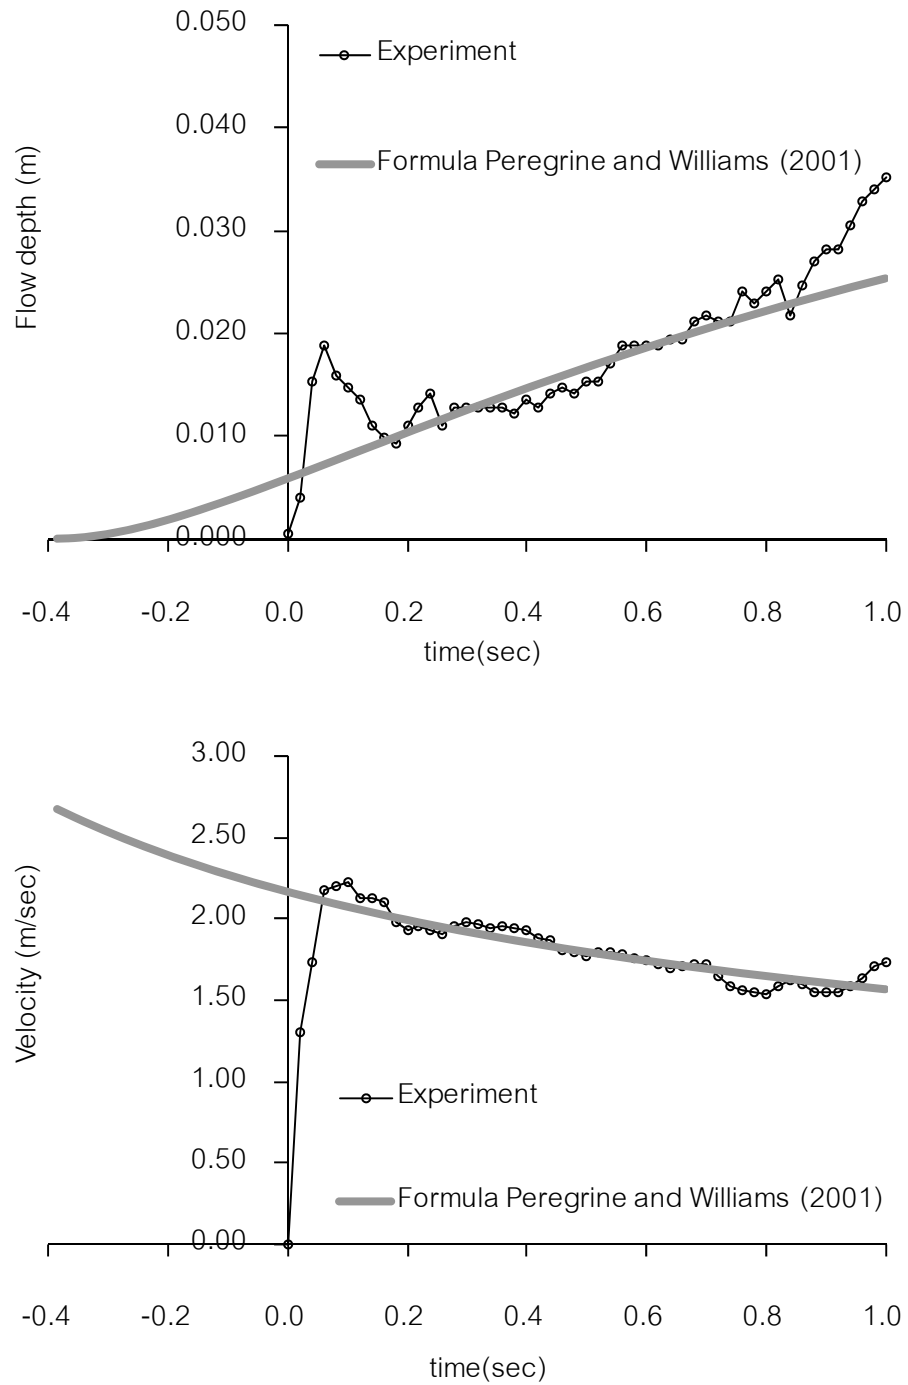 0.050
Experiment
0.040
Formula Peregrine and Williams (2001)
0.030
Flow depth (m)
0.020
0.010
0.000
-0.4 -0.2 0.0 0.2 0.4 0.6 0.8 1.0
time(sec)
3.00
2.50
2.00
Velocity (m/sec)
1.50
1.00
Experiment
0.50
Formula Peregrine and Williams (2001)
0.00
-0.4 -0.2 0.0 0.2 0.4 0.6 0.8 1.0
time(sec)